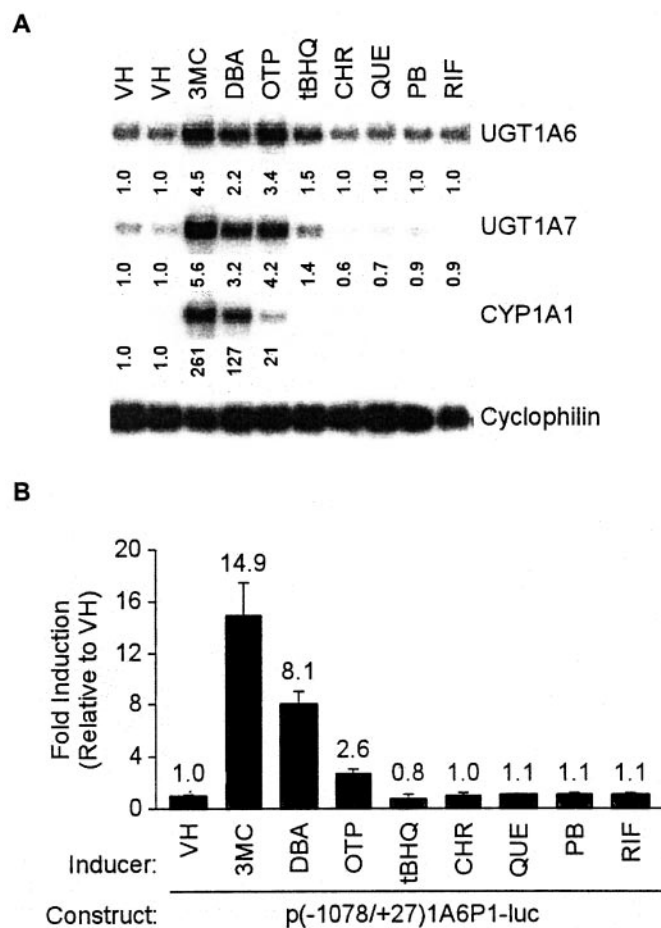 A
VH VH 3MC DBA OTP tBHQ CHR QUE PB RIF
UGT1A6
1.0 1.0 4.5 2.2 3.4 1.5 1.0 1.0 1.0 1.0
UGT1A7
1.0 1.0 5.6 3.2 4.2 1.4 0.6 0.7 0.9 0.9
CYP1A1
1.0 1.0 261 127 21
Cyclophilin
B
Fold Induction
(Relative to VH)
20
16
12
8
4
0
1.0 14.9 8.1 2.6 0.8 1.0 1.1 1.1 1.1
Inducer: VH 3MC DBA OTP tBHQ CHR QUE PB RIF
Construct: p(-1078/+27)1A6P1-luc